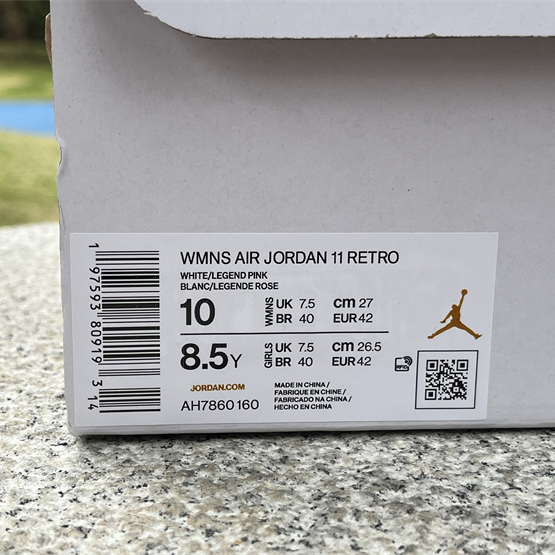 WMNS AIR JORDAN 11 RETRO
WHITE/LEGEND PINK
BLANC/LEGENDE ROSE
10 WMNS UK 7.5 cm 27
BR 40 EUR 42
8.5Y GIRLS UK 7.5 cm 26.5
BR 40 EUR 42
RFID
JORDAN.COM
AH7860 160
MADE IN CHINA /
FABRIQUE EN CHINE /
FABRICADO NA CHINA /
HECHO EN CHINA
1 97593 80919 314